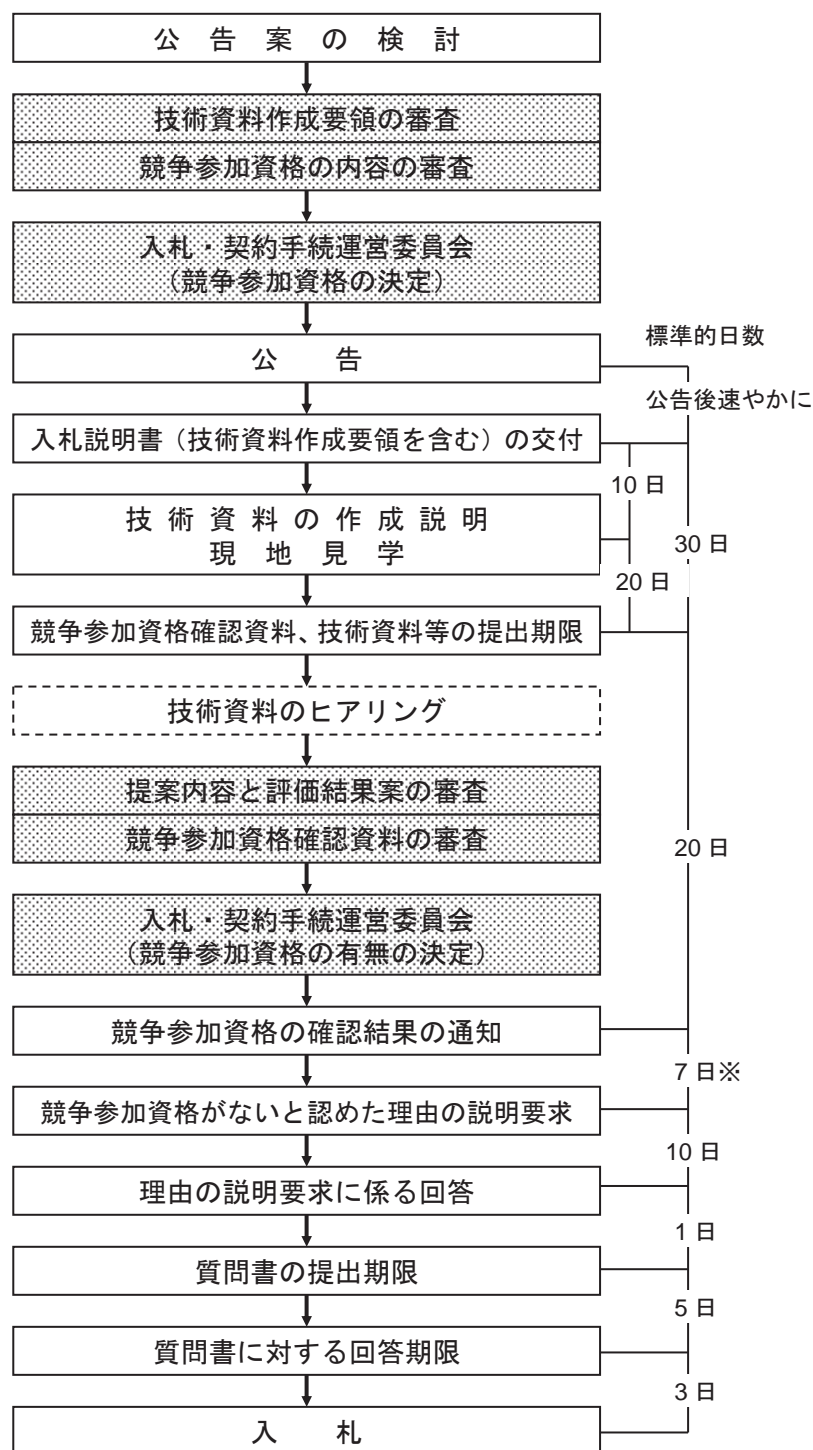 公告案の検討
技術資料作成要領の審査
競争参加資格の内容の審査
入札・契約手続運営委員会
（競争参加資格の決定）
標準的日数
公告
公告後速やかに
入札説明書（技術資料作成要領を含む）の交付
10 日
技術資料の作成説明
現地見学
30 日
20 日
競争参加資格確認資料、技術資料等の提出期限
技術資料のヒアリング
提案内容と評価結果案の審査
競争参加資格確認資料の審査
20 日
入札・契約手続運営委員会
（競争参加資格の有無の決定）
競争参加資格の確認結果の通知
7 日※
競争参加資格がないと認めた理由の説明要求
10 日
理由の説明要求に係る回答
1 日
質問書の提出期限
5 日
質問書に対する回答期限
3 日
入札